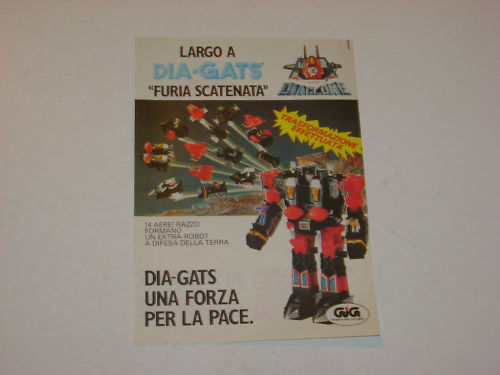 LARGO A
DIA-GATS
"FURIA SCATENATA"
DIACLONE
TRASFORMAZIONE
EFFETTUATA
14 AEREI RAZZO
FORMANO
UN EXTRA-ROBOT
A DIFESA DELLA TERRA.
DIA-GATS
UNA FORZA
PER LA PACE.
GiG